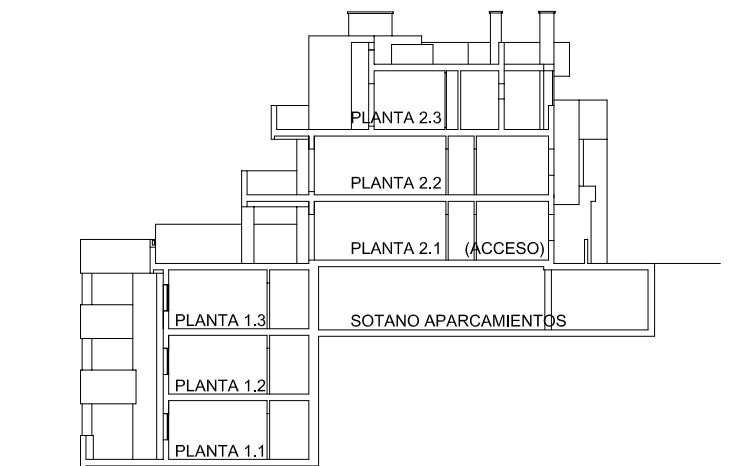 PLANTA 2.3
PLANTA 2.2
PLANTA 2.1 (ACCESO)
PLANTA 1.3 SOTANO APARCAMIENTOS
PLANTA 1.2
PLANTA 1.1